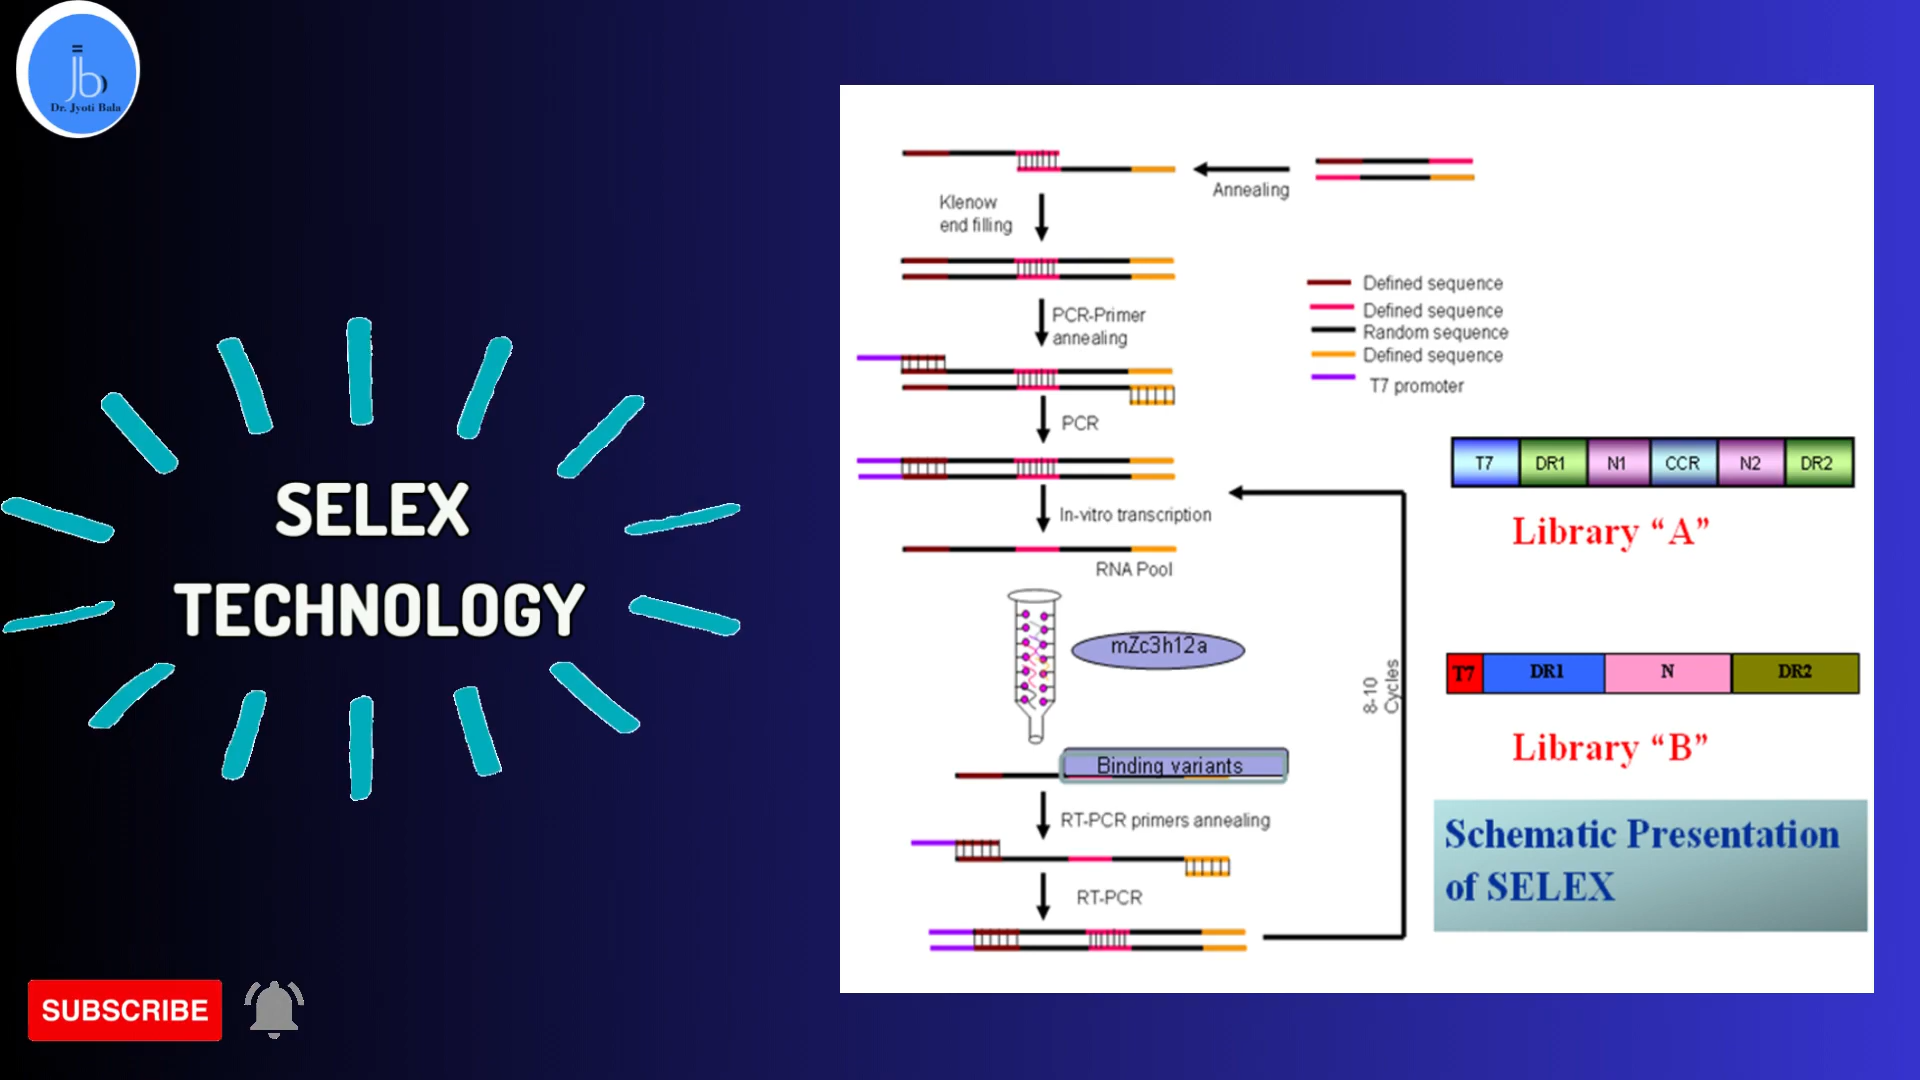 Dr. Jyoti Bala
SELEX
TECHNOLOGY
SUBSCRIBE
Annealing
Klenow
end filling
PCR-Primer
annealing
PCR
In-vitro transcription
RNA Pool
mZc3h12a
Binding variants
RT-PCR primers annealing
RT-PCR
8-10
Cycles
Defined sequence
Defined sequence
Random sequence
Defined sequence
T7 promoter
T7 DR1 N1 CCR N2 DR2
Library “A”
T7 DR1 N DR2
Library “B”
Schematic Presentation
of SELEX